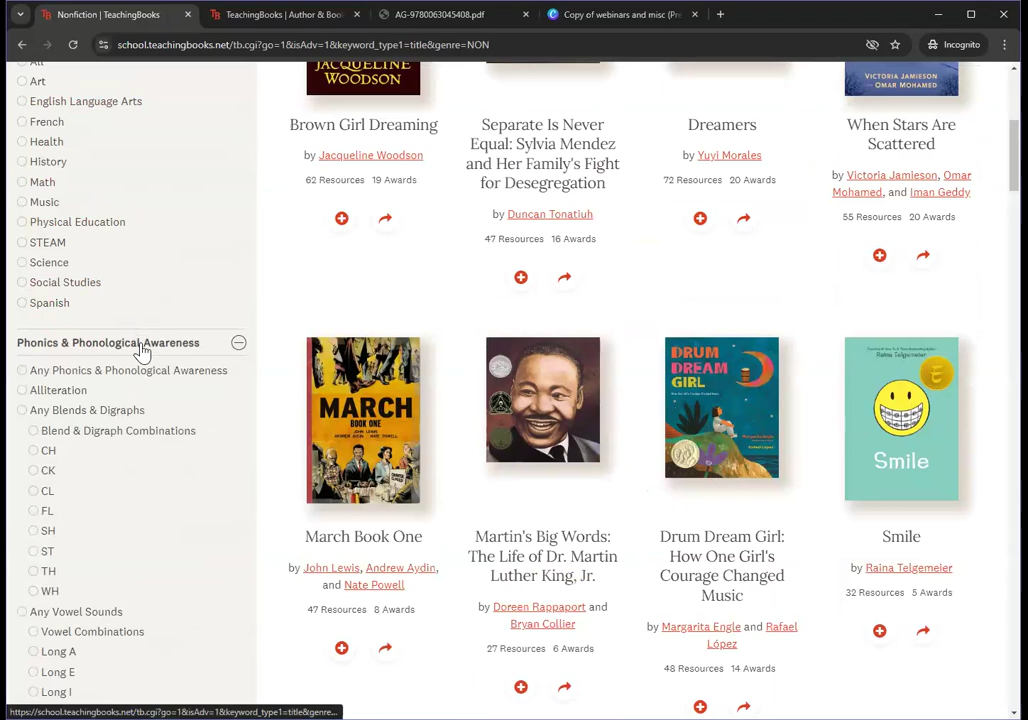 Nonfiction | TeachingBooks
TeachingBooks | Author & Boo
AG-9780063045408.pdf
Copy of webinars and misc (Pre
school.teachingbooks.net/tb.cgi?go=1&isAdv=1&keyword_type1=title&genre=NON
Incognito
All
Art
English Language Arts
French
Health
History
Math
Music
Physical Education
STEAM
Science
Social Studies
Spanish
Phonics & Phonological Awareness
Any Phonics & Phonological Awareness
Alliteration
Any Blends & Digraphs
Blend & Digraph Combinations
CH
CK
CL
FL
SH
ST
TH
WH
Any Vowel Sounds
Vowel Combinations
Long A
Long E
Long I
JACQUELINE
WOODSON
Brown Girl Dreaming
by Jacqueline Woodson
62 Resources 19 Awards
Separate Is Never
Equal: Sylvia Mendez
and Her Family's Fight
for Desegregation
by Duncan Tonatiuh
47 Resources 16 Awards
Dreamers
by Yuyi Morales
72 Resources 20 Awards
VICTORIA JAMIESON
OMAR MOHAMED
When Stars Are
Scattered
by Victoria Jamieson, Omar
Mohamed, and Iman Geddy
55 Resources 20 Awards
MARCH
BOOK ONE
JOHN LEWIS
ANDREW AYDIN NATE POWELL
March Book One
by John Lewis, Andrew Aydin,
and Nate Powell
47 Resources 8 Awards
Martin's Big Words:
The Life of Dr. Martin
Luther King, Jr.
by Doreen Rappaport and
Bryan Collier
27 Resources 6 Awards
DRUM
DREAM
GIRL
Drum Dream Girl:
How One Girl's
Courage Changed
Music
by Margarita Engle and Rafael
López
48 Resources 14 Awards
Raina Telgemeier
Smile
Smile
by Raina Telgemeier
32 Resources 5 Awards
https://school.teachingbooks.net/tb.cgi?go=1&isAdv=1&keyword_type1=title&genre...